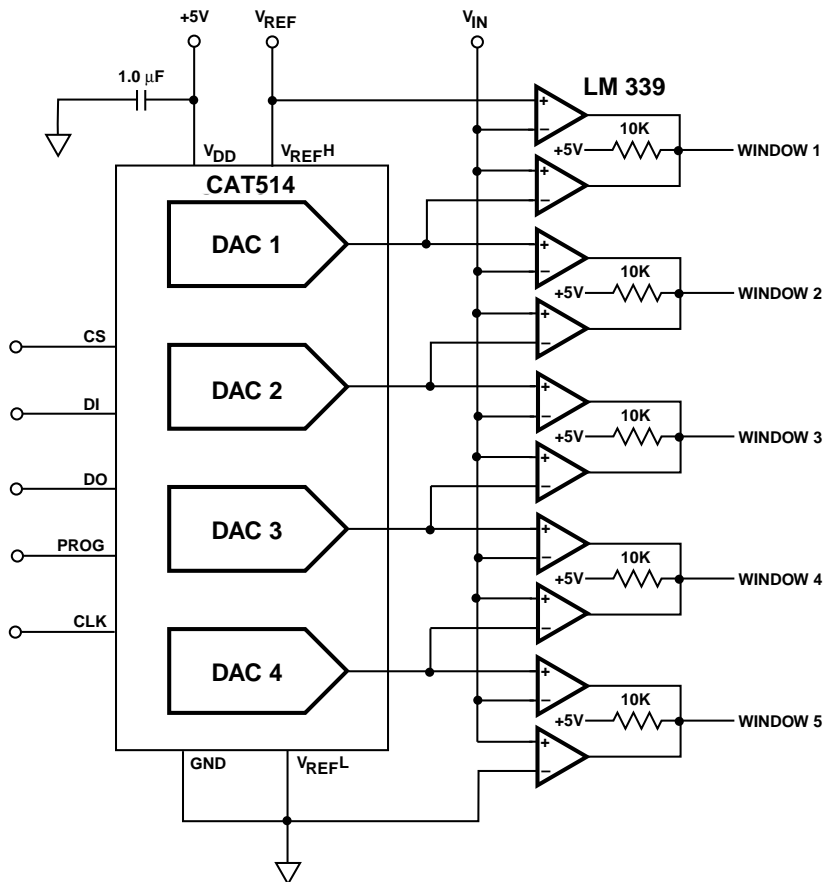 +5V
VREF
VIN
1.0 μF
LM 339
VDD
VREFH
CAT514
DAC 1
DAC 2
DAC 3
DAC 4
CS
DI
DO
PROG
CLK
GND
VREFL
+
–
+
–
10K
+5V
WINDOW 1
+
–
+
–
10K
+5V
WINDOW 2
+
–
+
–
10K
+5V
WINDOW 3
+
–
+
–
10K
+5V
WINDOW 4
+
–
+
–
10K
+5V
WINDOW 5